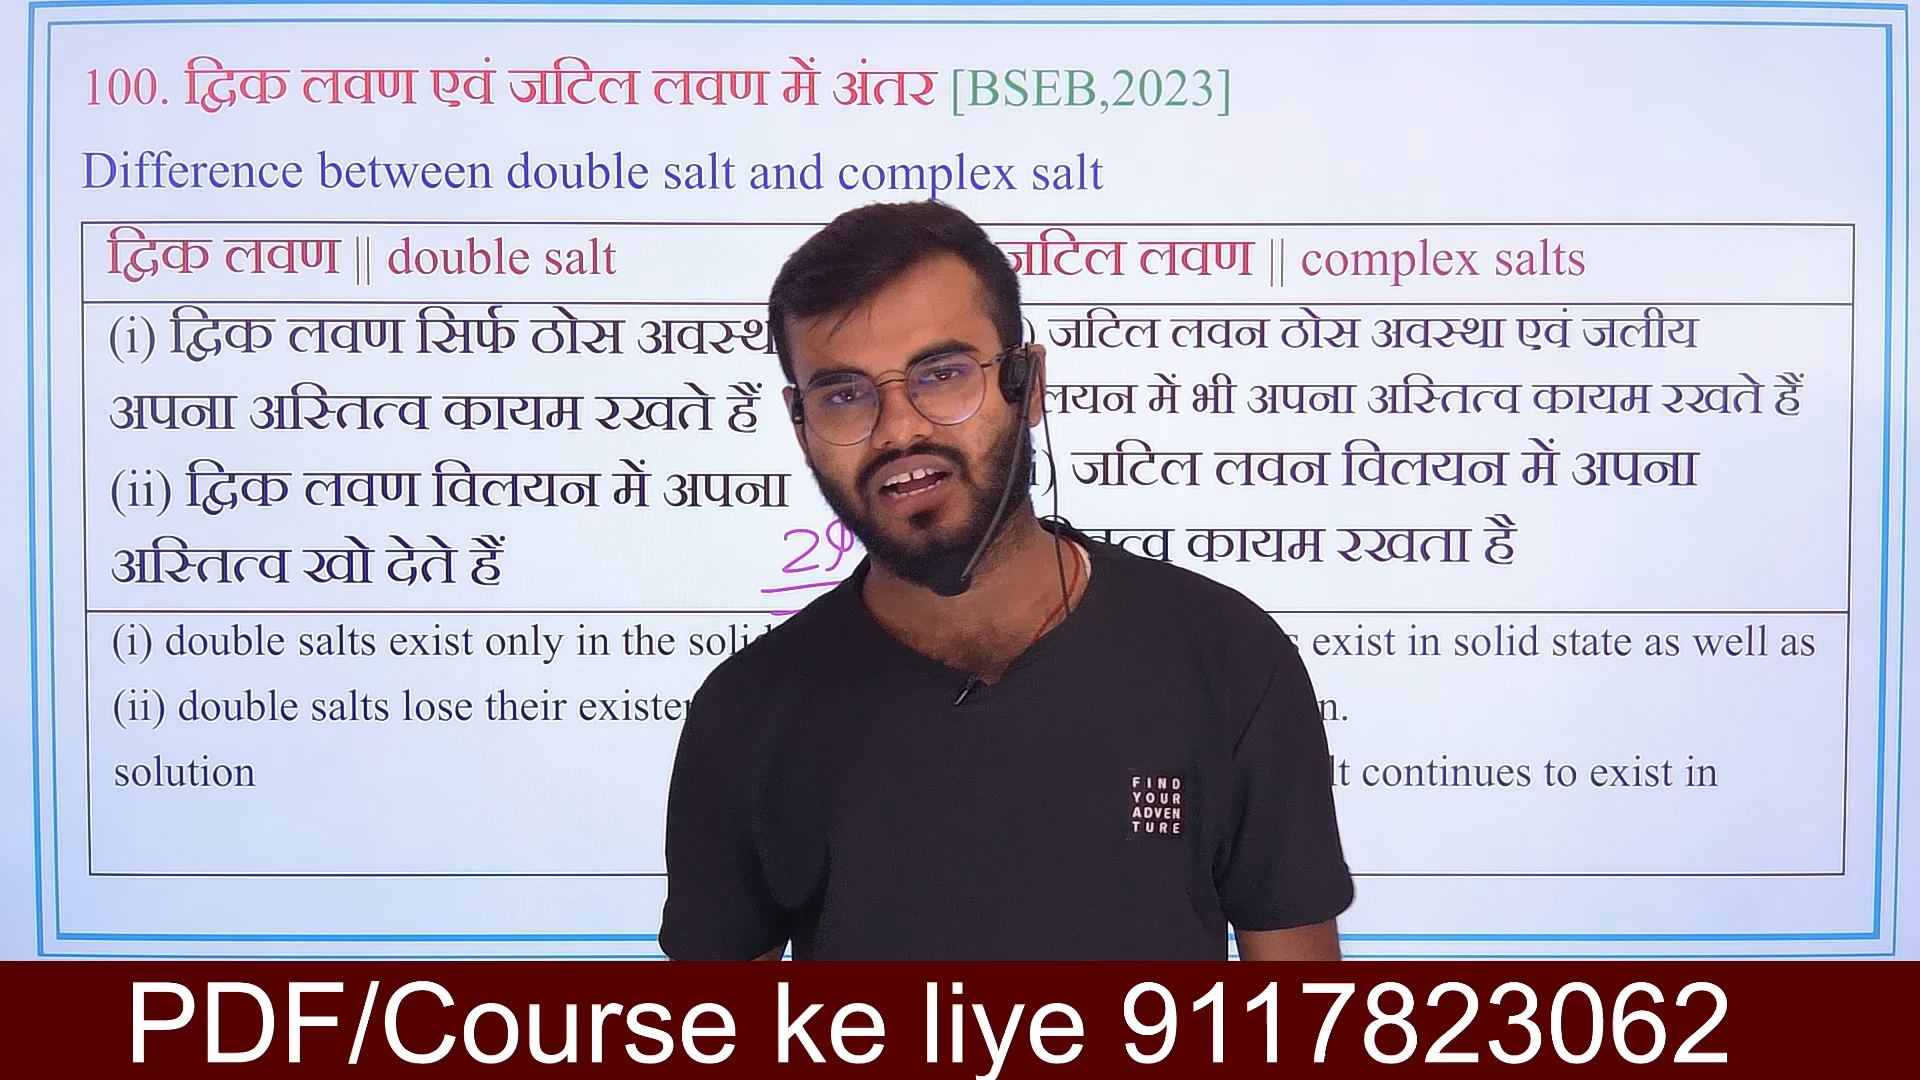 100. द्विक लवण एवं जटिल लवण में अंतर [BSEB,2023]
Difference between double salt and complex salt
द्विक लवण || double salt
जटिल लवण || complex salts
(i) द्विक लवण सिर्फ ठोस
अपना अस्तित्व कायम रखते हैं
(ii) द्विक लवण विलयन में अपना
अस्तित्व खो देते हैं
जटिल लवन ठोस अवस्था एवं जलीय
में भी अपना अस्तित्व कायम रखते हैं
जटिल लवन विलयन में अपना
कायम रखता है
(i) double salts exist only in the
(ii) double salts lose their
solution
exist in solid state as well as
continues to exist in
FIND
YOUR
ADVEN
TURE
PDF/Course ke liye 9117823062